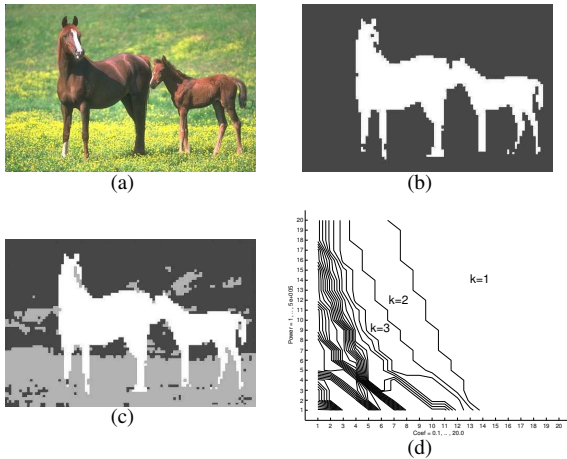 (a)
(b)
(c)
20
19
18
17
16
15
14
13
12
11
10
9
8
7
6
5
4
3
2
1
Power = 1, ... , 5e+005
k=1
k=2
k=3
1 2 3 4 5 6 7 8 9 10 11 12 13 14 15 16 17 18 19 20
Coef = 0.1, .. , 20.0
(d)